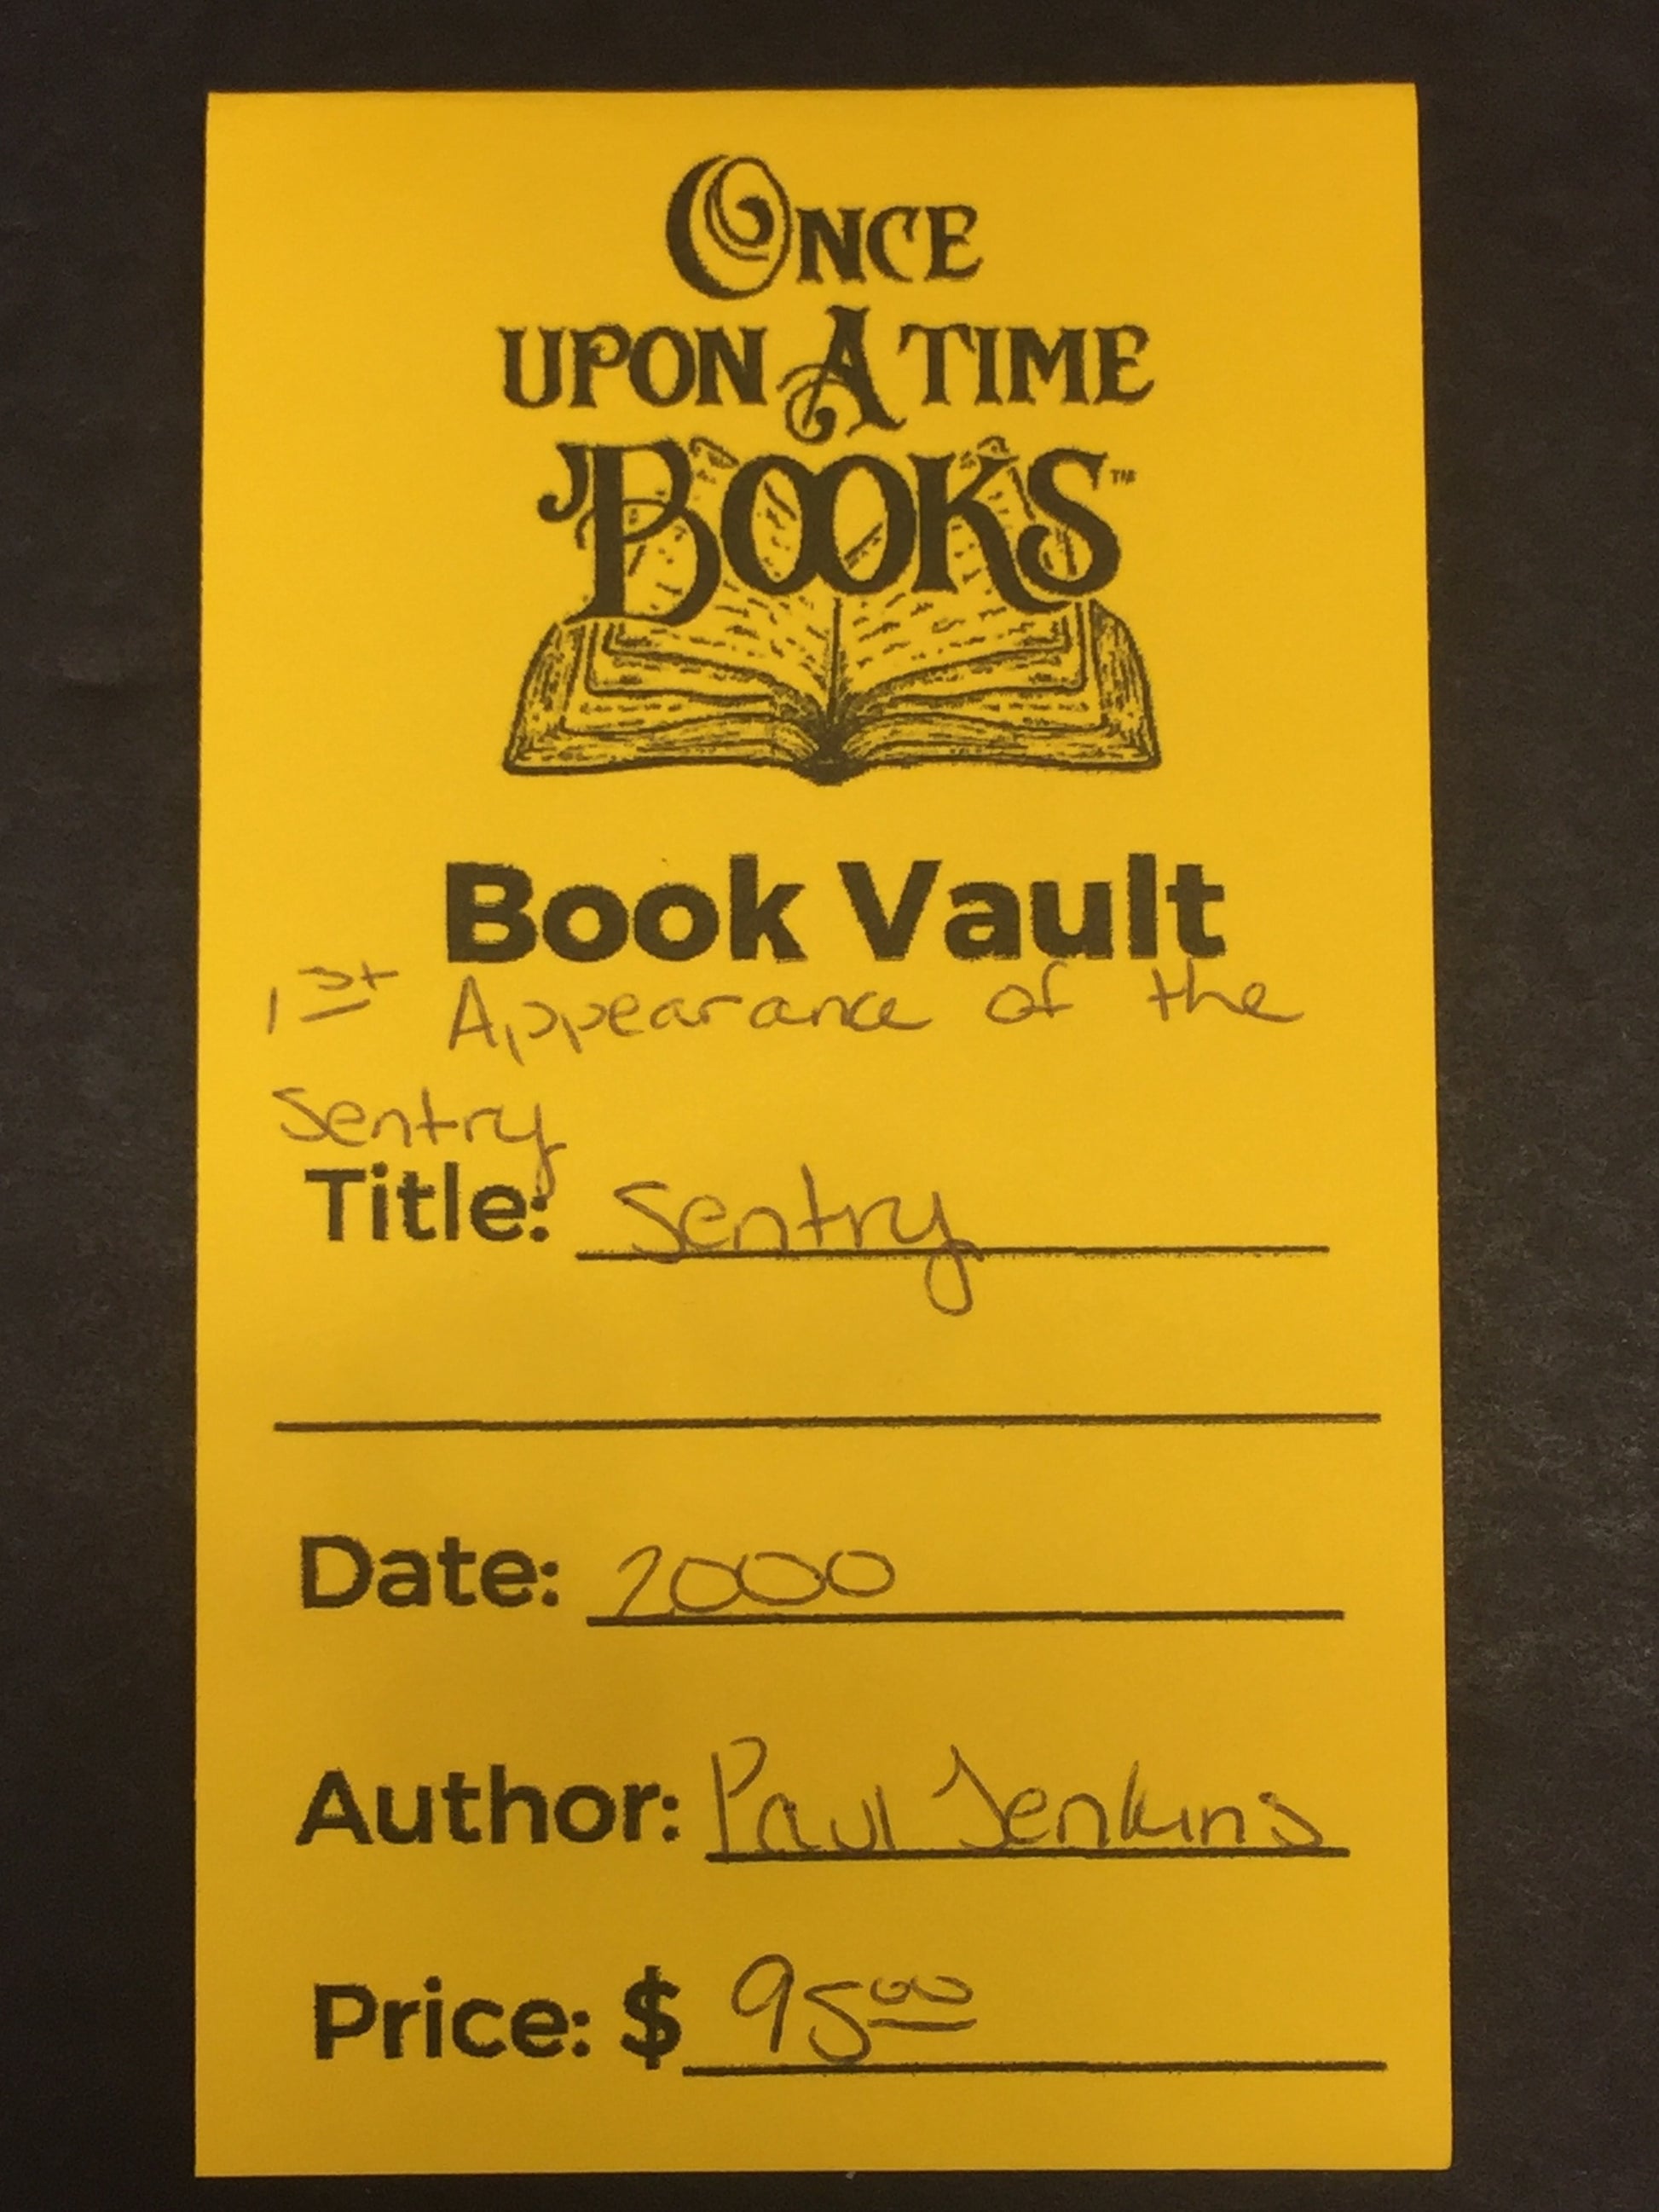 ONCE
UPON A TIME
BOOKS™
Book Vault
1st Appearance of the
Sentry
Title: Sentry
Date: 2000
Author: Paul Jenkins
Price: $ 95 00